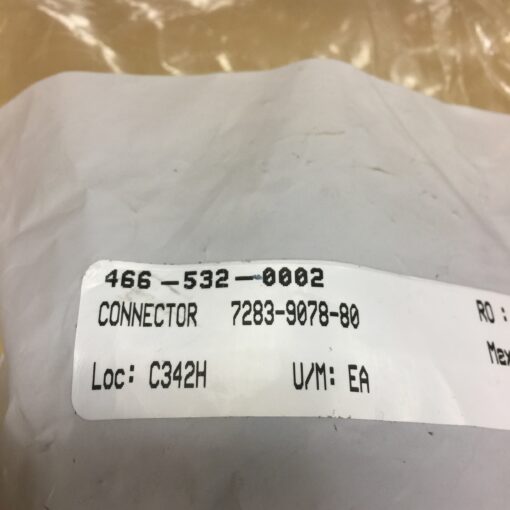 466-532-0002
CONNECTOR 7283-9078-80 RO :
Loc: C342H U/M: EA